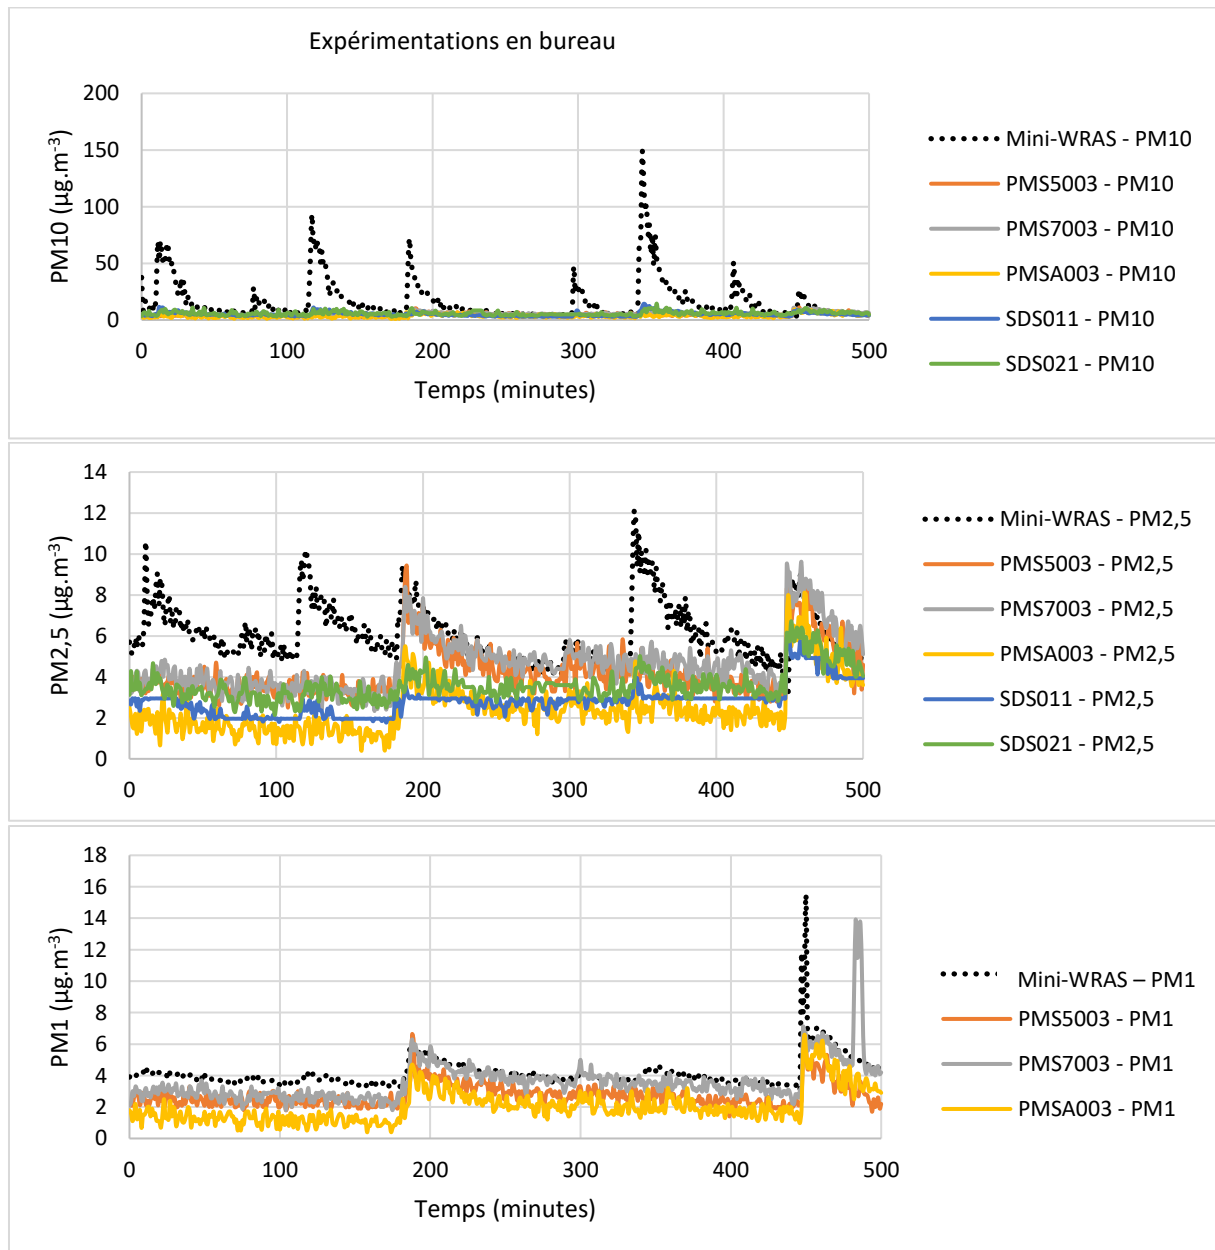 Expérimentations en bureau
200
150
100
50
0
PM10 (µg.m⁻³)
0 100 200 300 400 500
Temps (minutes)
Mini-WRAS - PM10
PMS5003 - PM10
PMS7003 - PM10
PMSA003 - PM10
SDS011 - PM10
SDS021 - PM10
14
12
10
8
6
4
2
0
PM2,5 (µg.m⁻³)
0 100 200 300 400 500
Mini-WRAS - PM2,5
PMS5003 - PM2,5
PMS7003 - PM2,5
PMSA003 - PM2,5
SDS011 - PM2,5
SDS021 - PM2,5
18
16
14
12
10
8
6
4
2
0
PM1 (µg.m⁻³)
0 100 200 300 400 500
Temps (minutes)
Mini-WRAS – PM1
PMS5003 - PM1
PMS7003 - PM1
PMSA003 - PM1